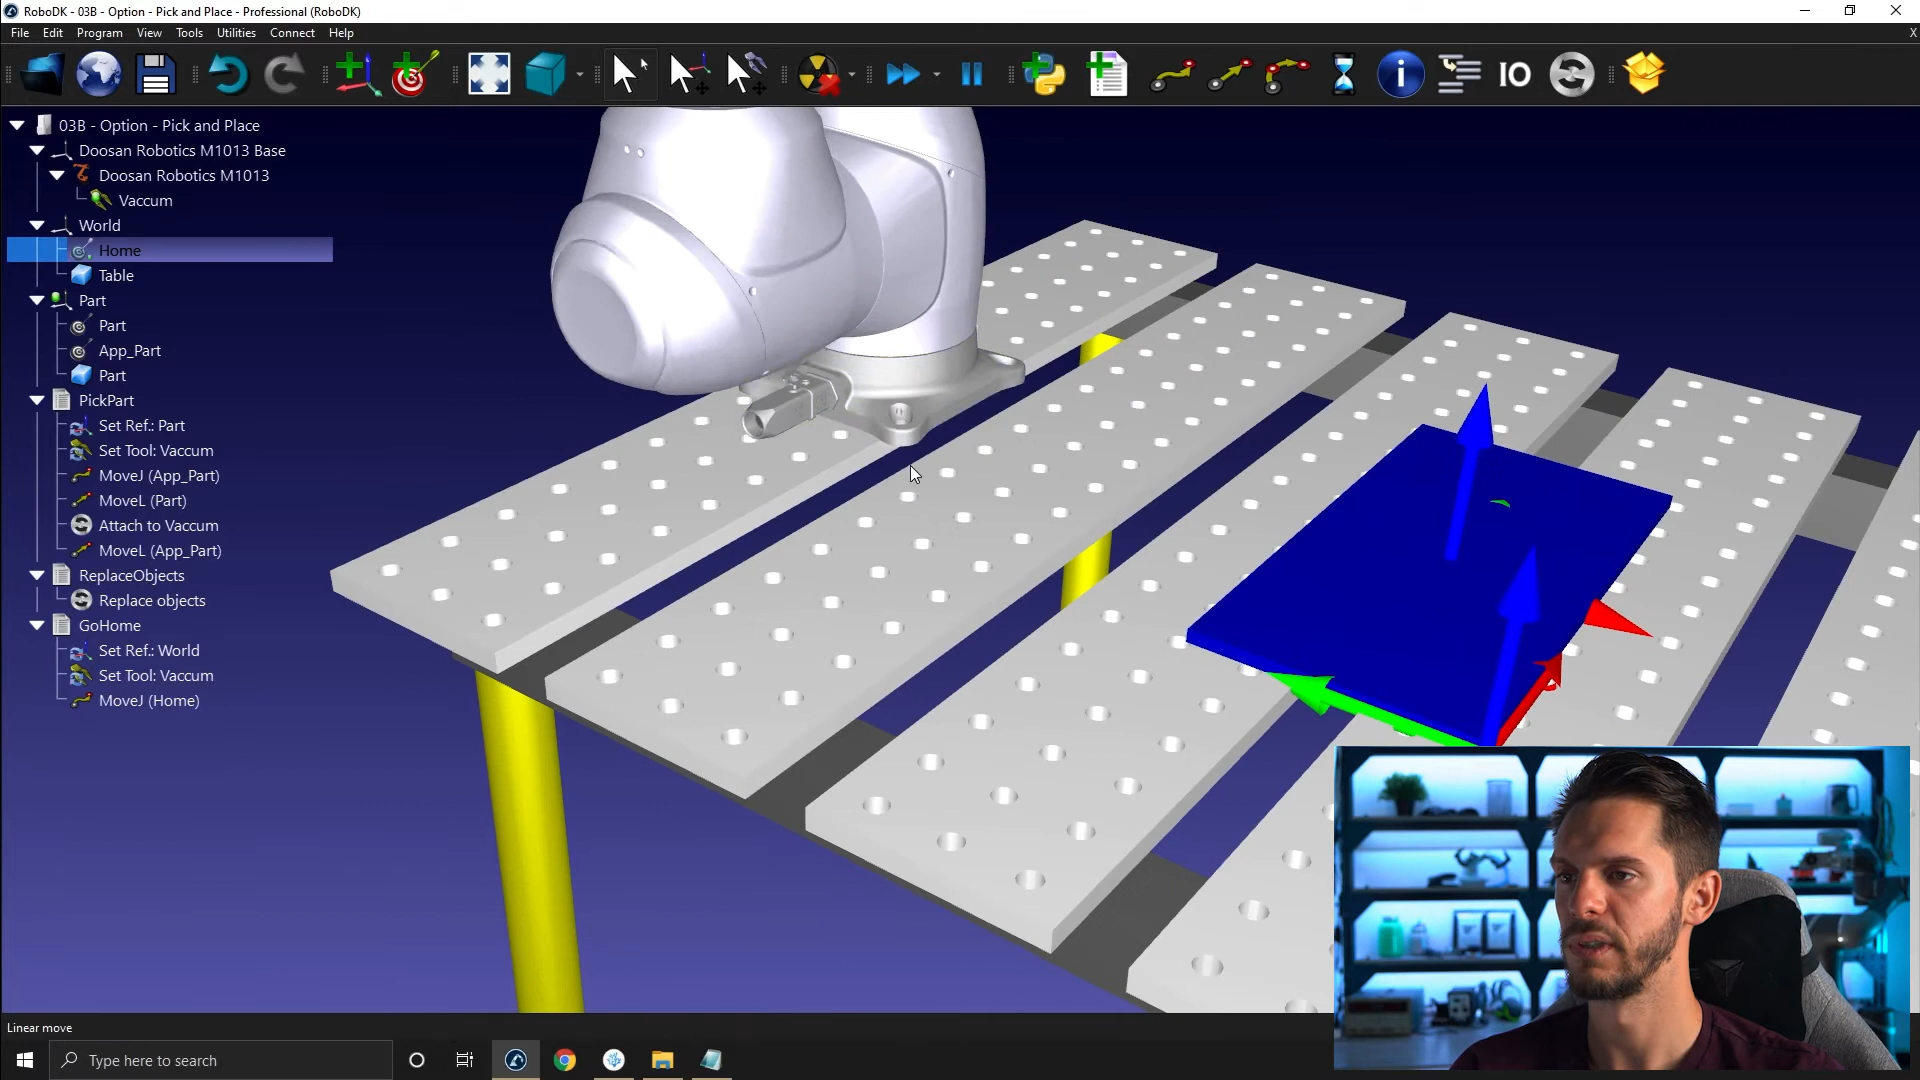 RoboDK - 03B - Option - Pick and Place - Professional (RoboDK)
File Edit Program View Tools Utilities Connect Help
X
IO
03B - Option - Pick and Place
Doosan Robotics M1013 Base
Doosan Robotics M1013
Vaccum
World
Home
Table
Part
Part
App_Part
Part
PickPart
Set Ref.: Part
Set Tool: Vaccum
MoveJ (App_Part)
MoveL (Part)
Attach to Vaccum
MoveL (App_Part)
ReplaceObjects
Replace objects
GoHome
Set Ref.: World
Set Tool: Vaccum
MoveJ (Home)
Linear move
Type here to search